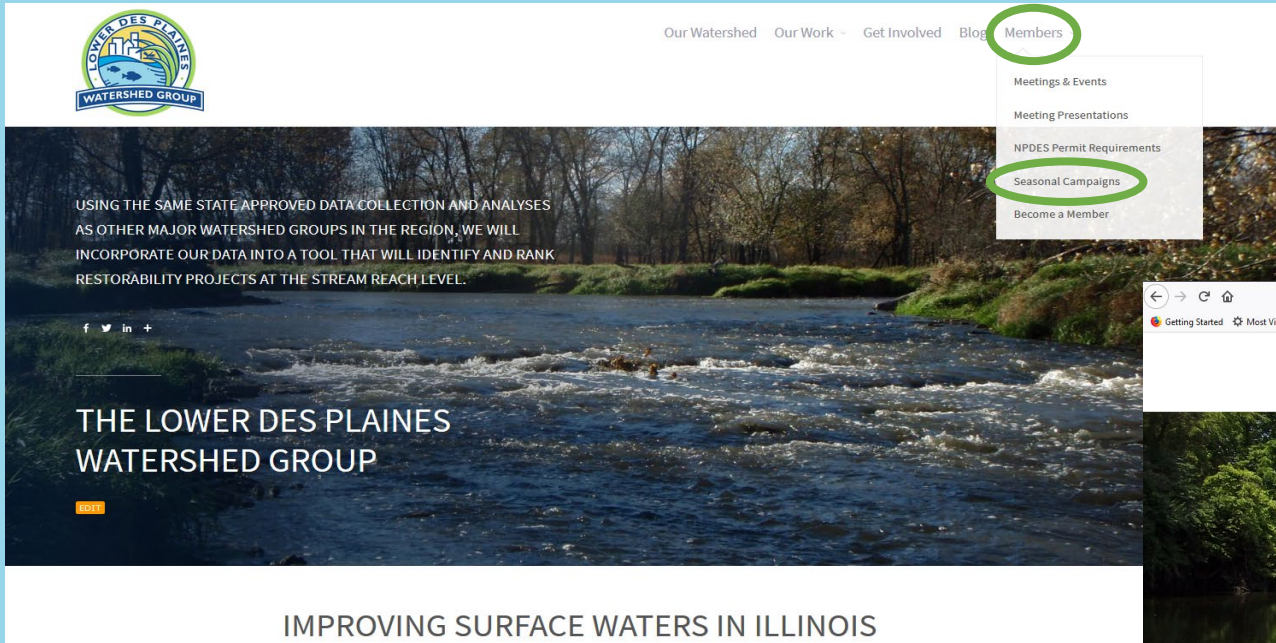 LOWER DES PLAINES
WATERSHED GROUP
Our Watershed Our Work Get Involved Blog Members
Meetings & Events
Meeting Presentations
NPDES Permit Requirements
Seasonal Campaigns
Become a Member
USING THE SAME STATE APPROVED DATA COLLECTION AND ANALYSES
AS OTHER MAJOR WATERSHED GROUPS IN THE REGION, WE WILL
INCORPORATE OUR DATA INTO A TOOL THAT WILL IDENTIFY AND RANK
RESTORABILITY PROJECTS AT THE STREAM REACH LEVEL.
f in +
THE LOWER DES PLAINES
WATERSHED GROUP
EDIT
Getting Started Most Vi
IMPROVING SURFACE WATERS IN ILLINOIS